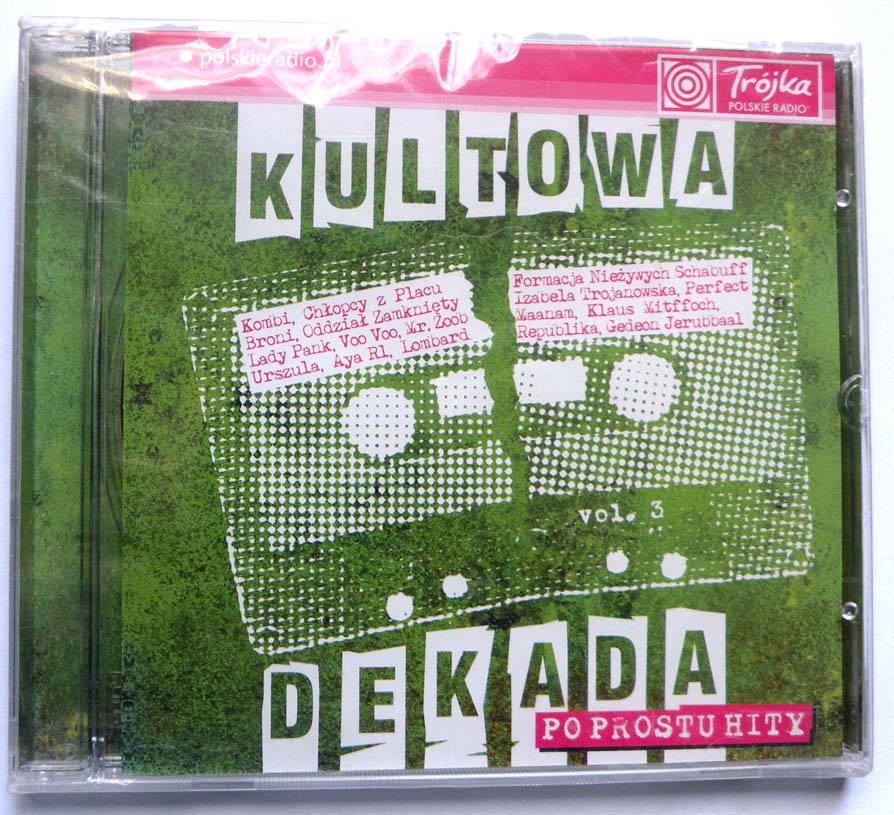 polskieradio.pl
Trójka
POLSKIE RADIO
KULTOWA
Kombi, Chłopcy z Placu
Broni, Oddział Zamknięty
Lady Pank, Voo Voo, Mr. Zoob
Urszula, Aya Rl, Lombard
Formacja Nieżywych Schabuff
Izabela Trojanowska, Perfect
Maanam, Klaus Mitffoch,
Republika, Gedeon Jerubbaal
vol. 3
DEKADA
PO PROSTU HITY